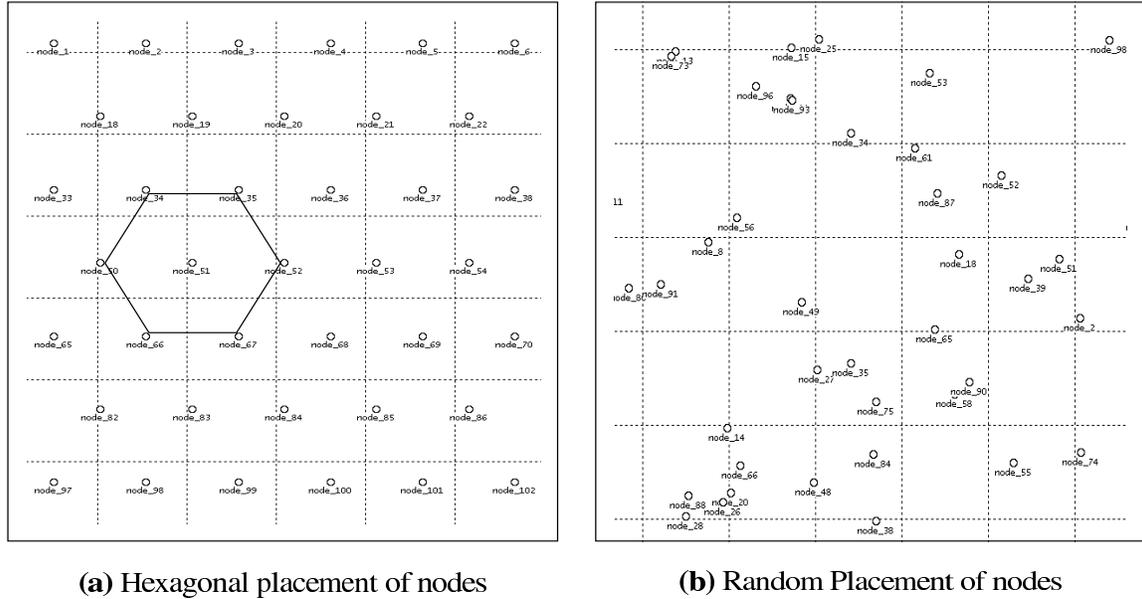 node_1 node_2 node_3 node_4 node_5 node_6
node_18 node_19 node_20 node_21 node_22
node_33 node_34 node_35 node_36 node_37 node_38
node_50 node_51 node_52 node_53 node_54
node_65 node_66 node_67 node_68 node_69 node_70
node_82 node_83 node_84 node_85 node_86
node_97 node_98 node_99 node_100 node_101 node_102
(a) Hexagonal placement of nodes
node_25
node_98
node_15
node_73
node_53
node_96
node_93
node_34
node_61
node_52
11
node_87
node_56
node_8
node_18
node_51
node_39
node_91
node_49
node_2
node_65
node_27
node_35
node_90
node_58
node_75
node_14
node_84
node_74
node_55
node_66
node_48
node_20
node_88
node_26
node_28
node_38
(b) Random Placement of nodes